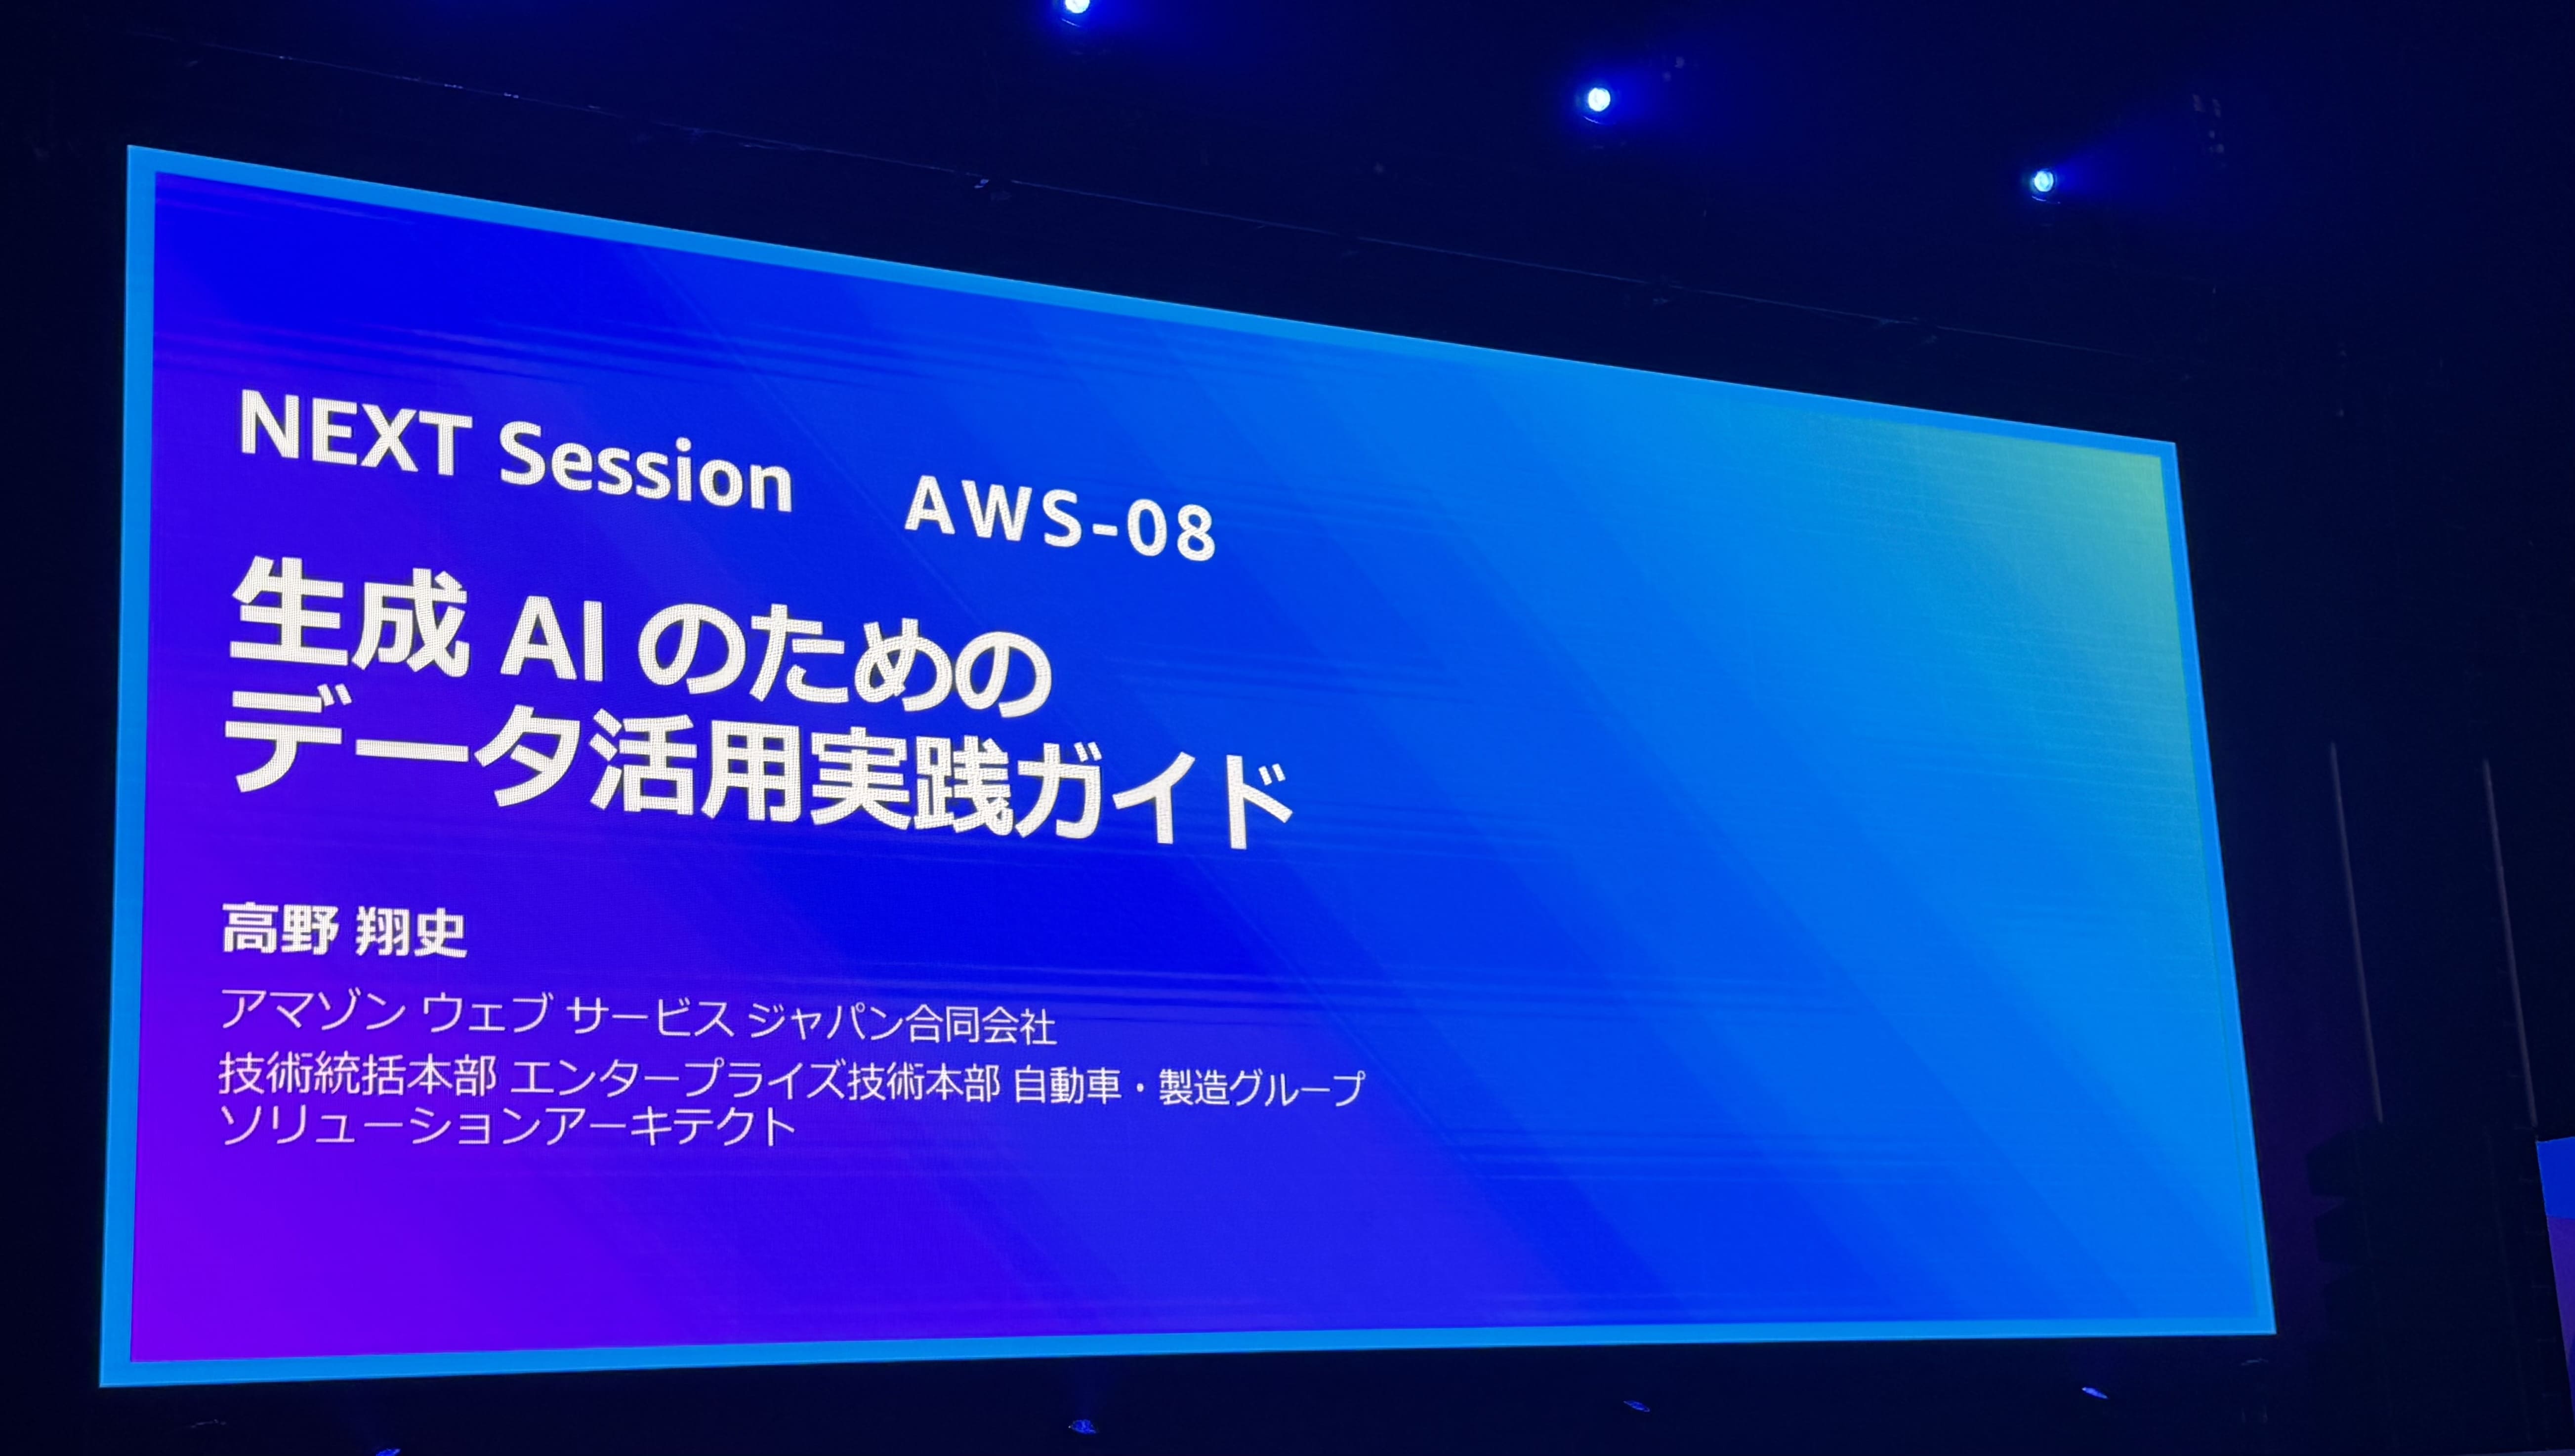 NEXT Session AWS-08
生成 AI のための
データ活用実践ガイド
高野 翔史
アマゾン ウェブ サービス ジャパン合同会社
技術統括本部 エンタープライズ技術本部 自動車・製造グループ
ソリューションアーキテクト